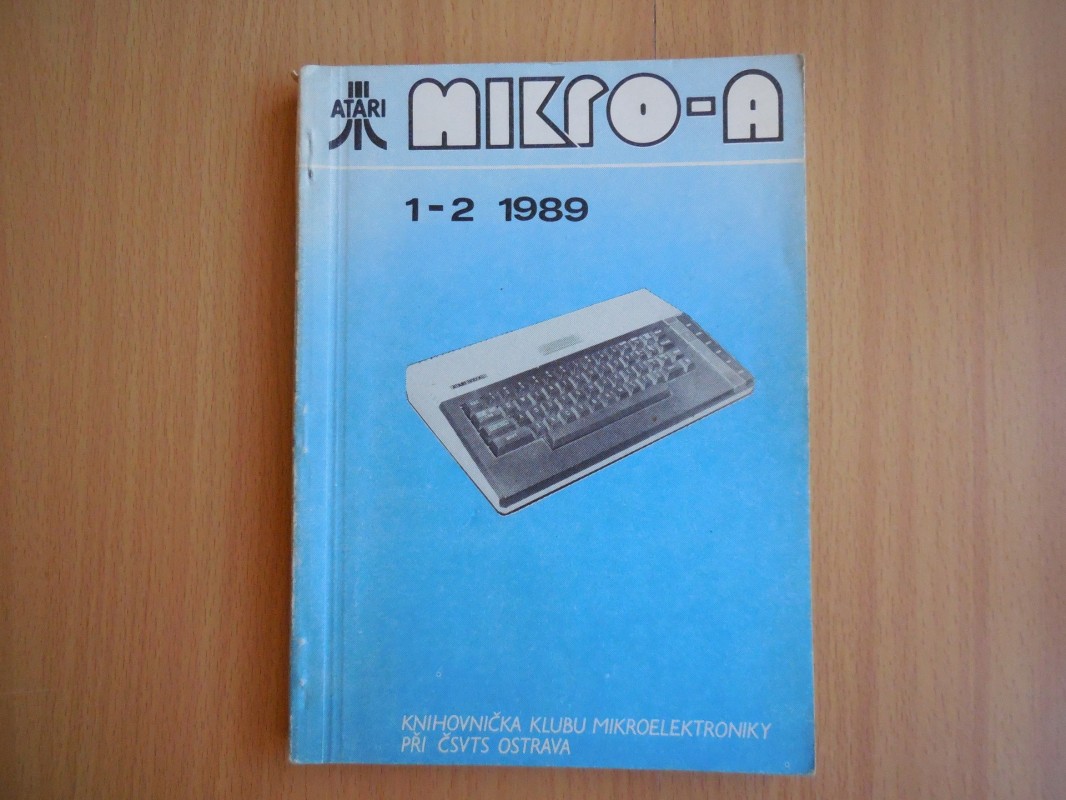 ATARI
MIKRO-A
1-2 1989
KNIHOVNIČKA KLUBU MIKROELEKTRONIKY
PŘI ČSVTS OSTRAVA